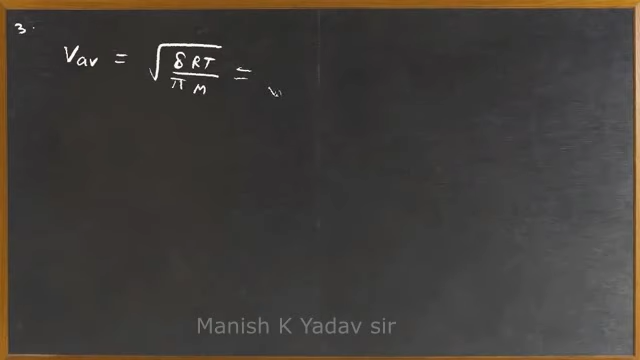 3.
Vav = √(8RT/πM) =
Manish K Yadav sir